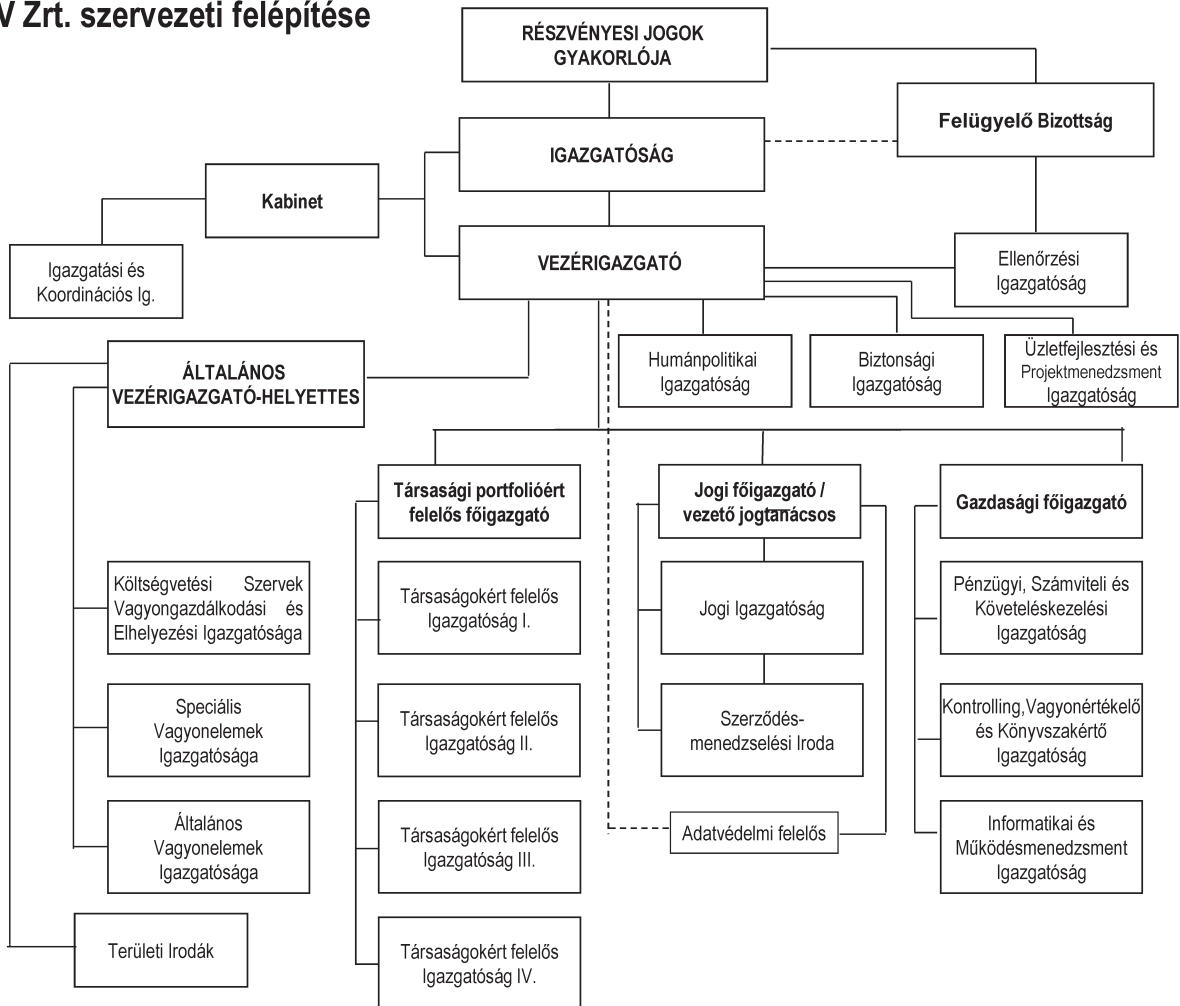 V Zrt. szervezeti felépítése
RÉSZVÉNYESI JOGOK
GYAKORLÓJA
Felügyelő Bizottság
IGAZGATÓSÁG
Kabinet
VEZÉRIGAZGATÓ
Ellenőrzési
Igazgatóság
Igazgatási és
Koordinációs Ig.
ÁLTALÁNOS
VEZÉRIGAZGATÓ-HELYETTES
Humánpolitikai
Igazgatóság
Biztonsági
Igazgatóság
Üzletfejlesztési és
Projektmenedzsment
Igazgatóság
Társasági portfolióért
felelős főigazgató
Jogi főigazgató /
vezető jogtanácsos
Gazdasági főigazgató
Költségvetési Szervek
Vagyongazdálkodási és
Elhelyezési Igazgatósága
Társaságokért felelős
Igazgatóság I.
Jogi Igazgatóság
Pénzügyi, Számviteli és
Követeléskezelési
Igazgatóság
Speciális
Vagyonelemek
Igazgatósága
Társaságokért felelős
Igazgatóság II.
Szerződés-
menedzselési Iroda
Kontrolling,Vagyonértékelő
és Könyvszakértő
Igazgatóság
Általános
Vagyonelemek
Igazgatósága
Társaságokért felelős
Igazgatóság III.
Adatvédelmi felelős
Informatikai és
Működésmenedzsment
Igazgatóság
Területi Irodák
Társaságokért felelős
Igazgatóság IV.